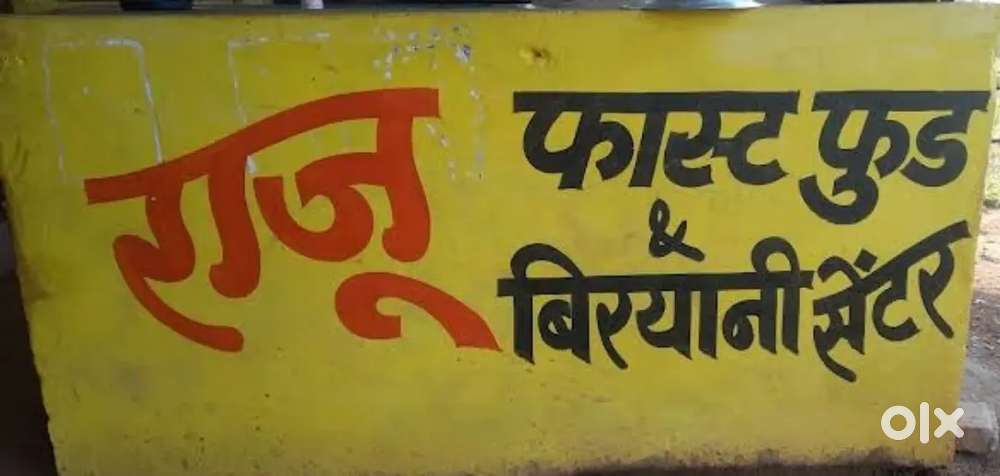 राजू
फास्ट फुड
&
बिरयानी सेंटर
olx